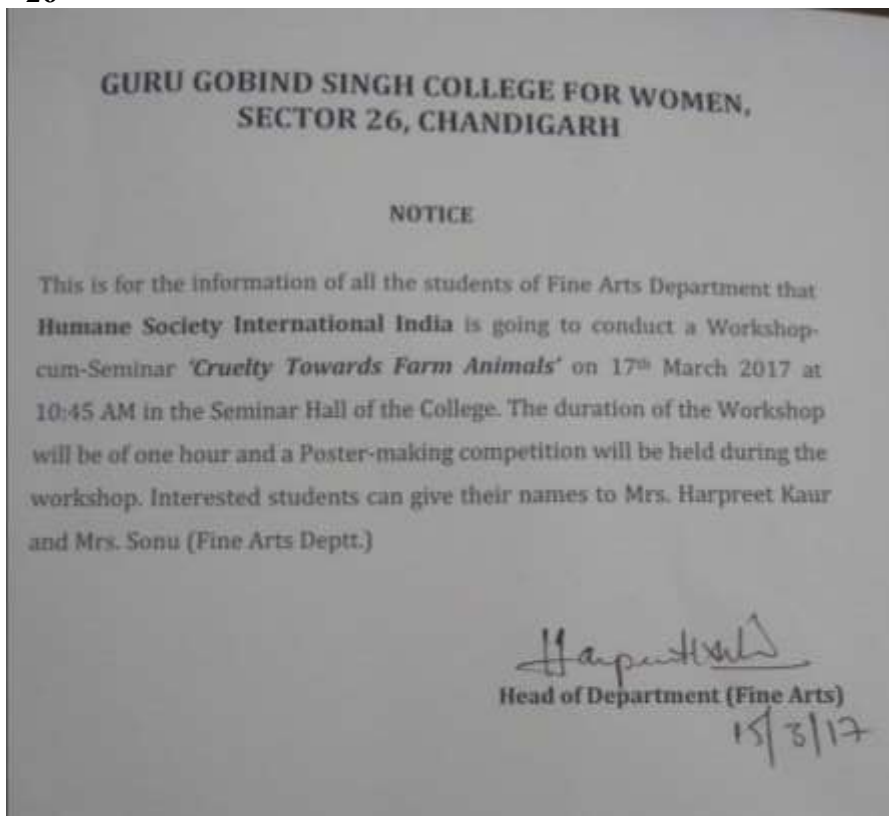 26
GURU GOBIND SINGH COLLEGE FOR WOMEN,
SECTOR 26, CHANDIGARH
NOTICE
This is for the information of all the students of Fine Arts Department that
Humane Society International India is going to conduct a Workshop-
cum-Seminar 'Cruelty Towards Farm Animals' on 17th March 2017 at
10:45 AM in the Seminar Hall of the College. The duration of the Workshop
will be of one hour and a Poster-making competition will be held during the
workshop. Interested students can give their names to Mrs. Harpreet Kaur
and Mrs. Sonu (Fine Arts Deptt.)
Head of Department (Fine Arts)
15/3/17